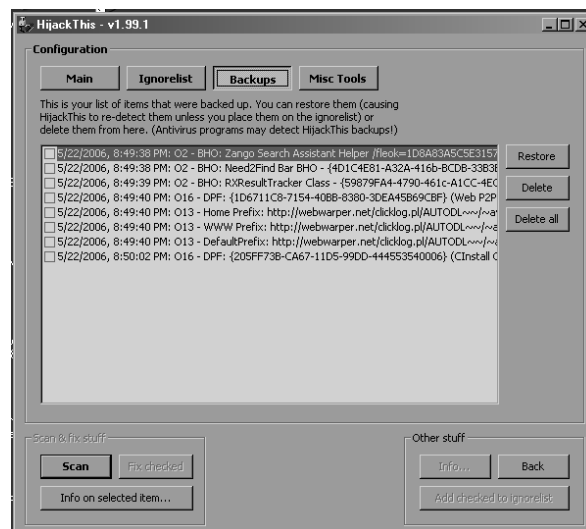 HijackThis - v1.99.1
Configuration
Main Ignorelist Backups Misc Tools
This is your list of items that were backed up. You can restore them (causing
HijackThis to re-detect them unless you place them on the ignorelist) or
delete them from here. (Antivirus programs may detect HijackThis backups!)
5/22/2006, 8:49:38 PM: O2 - BHO: Zango Search Assistant Helper /fleok=1D8A83A5C5E3157
5/22/2006, 8:49:38 PM: O2 - BHO: Need2Find Bar BHO - {4D1C4E81-A32A-416b-BCDB-33B3E
5/22/2006, 8:49:39 PM: O2 - BHO: RXResultTracker Class - {59879FA4-4790-461c-A1CC-4EC
5/22/2006, 8:49:40 PM: O16 - DPF: {1D6711C8-7154-40BB-8380-3DEA45B69CBF} (Web P2P
5/22/2006, 8:49:40 PM: O13 - Home Prefix: http://webwarper.net/clicklog.pl/AUTODL~~/~av
5/22/2006, 8:49:40 PM: O13 - WWW Prefix: http://webwarper.net/clicklog.pl/AUTODL~~/~a
5/22/2006, 8:49:40 PM: O13 - DefaultPrefix: http://webwarper.net/clicklog.pl/AUTODL~~/~a
5/22/2006, 8:50:02 PM: O16 - DPF: {205FF73B-CA67-11D5-99DD-444553540006} (CInstall C
Restore
Delete
Delete all
Scan & fix stuff
Scan Fix checked
Info on selected item...
Other stuff
Info... Back
Add checked to ignorelist